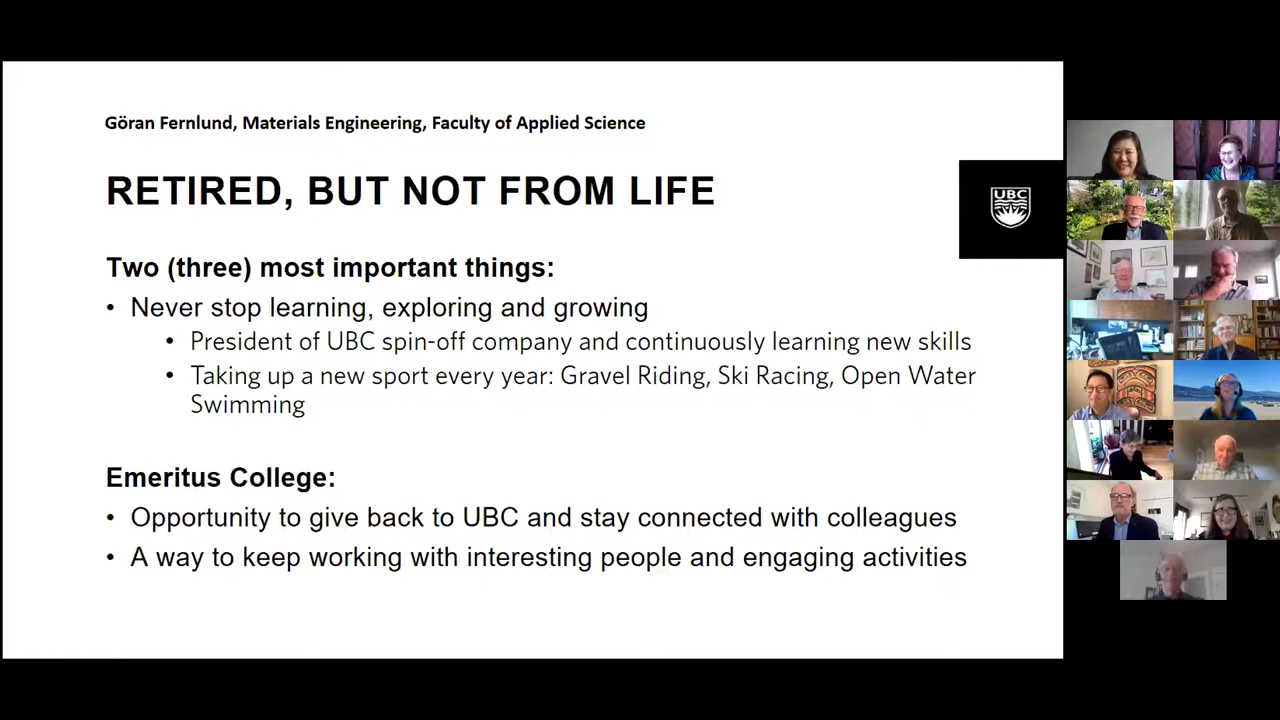 Göran Fernlund, Materials Engineering, Faculty of Applied Science
RETIRED, BUT NOT FROM LIFE
UBC
Two (three) most important things:
• Never stop learning, exploring and growing
• President of UBC spin-off company and continuously learning new skills
• Taking up a new sport every year: Gravel Riding, Ski Racing, Open Water
Swimming
Emeritus College:
• Opportunity to give back to UBC and stay connected with colleagues
• A way to keep working with interesting people and engaging activities